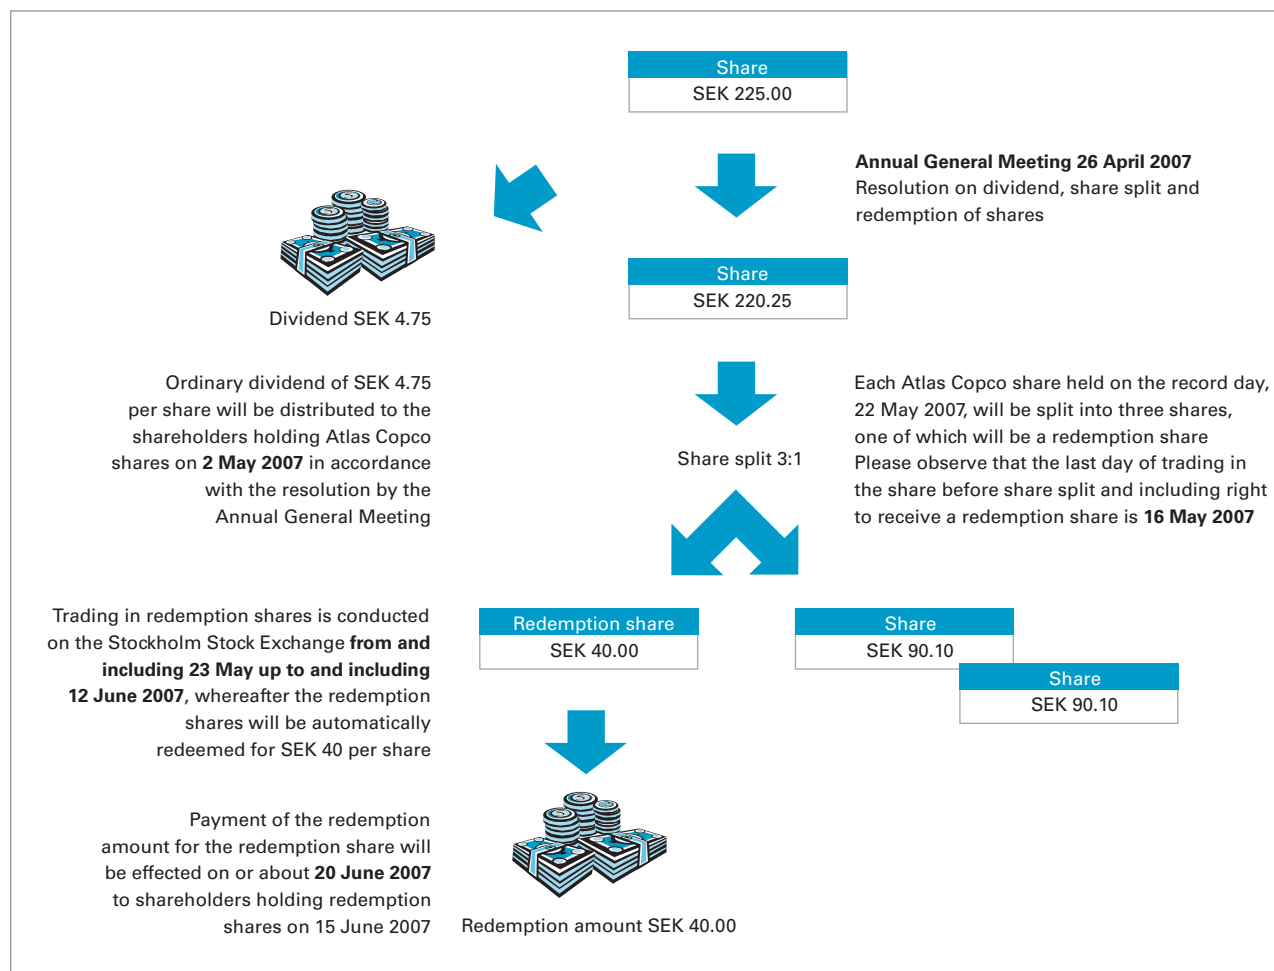 Share
SEK 225.00
Annual General Meeting 26 April 2007
Resolution on dividend, share split and
redemption of shares
Share
SEK 220.25
Dividend SEK 4.75
Ordinary dividend of SEK 4.75
per share will be distributed to the
shareholders holding Atlas Copco
shares on 2 May 2007 in accordance
with the resolution by the
Annual General Meeting
Each Atlas Copco share held on the record day,
22 May 2007, will be split into three shares,
one of which will be a redemption share
Please observe that the last day of trading in
the share before share split and including right
to receive a redemption share is 16 May 2007
Share split 3:1
Trading in redemption shares is conducted
on the Stockholm Stock Exchange from and
including 23 May up to and including
12 June 2007, whereafter the redemption
shares will be automatically
redeemed for SEK 40 per share
Redemption share
SEK 40.00
Share
SEK 90.10
Share
SEK 90.10
Payment of the redemption
amount for the redemption share will
be effected on or about 20 June 2007
to shareholders holding redemption
shares on 15 June 2007
Redemption amount SEK 40.00